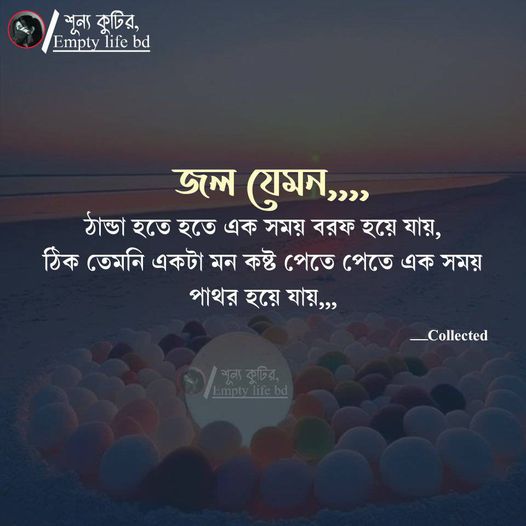 শূন্য কুটির,
Empty life bd
জল যেমন,,,,
ঠান্ডা হতে হতে এক সময় বরফ হয়ে যায়,
ঠিক তেমনি একটা মন কষ্ট পেতে পেতে এক সময়
পাথর হয়ে যায়,,,
__Collected
শূন্য কুটির,
Empty life bd